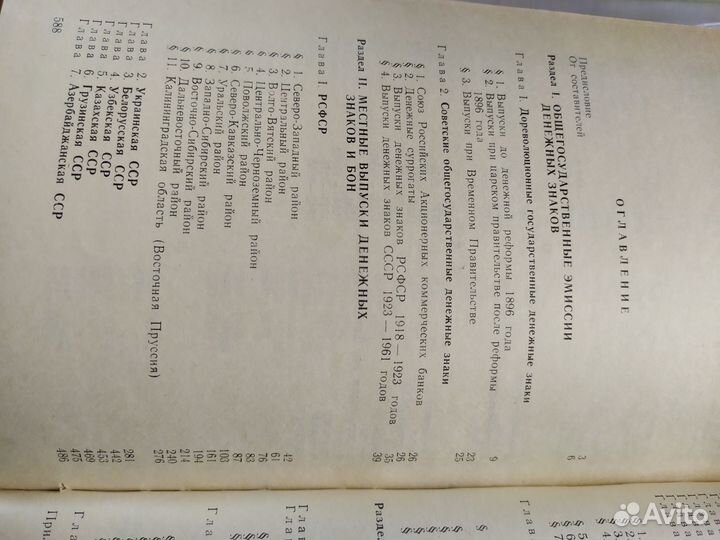 ОГЛАВЛЕНИЕ
Предисловие 3
От составителей 6
Раздел I. ОБЩЕГОСУДАРСТВЕННЫЕ ЭМИССИИ
ДЕНЕЖНЫХ ЗНАКОВ
Глава I. Дореволюционные государственные денежные знаки
§ 1. Выпуски до денежной реформы 1896 года 9
§ 2. Выпуски при царском правительстве после реформы
1896 года 23
§ 3. Выпуски при Временном Правительстве 25
Глава 2. Советские общегосударственные денежные знаки
§ 1. Союз Российских Акционерных коммерческих банков 26
§ 2. Денежные суррогаты 26
§ 3. Выпуски денежных знаков РСФСР 1918—1923 годов 35
§ 4. Выпуски денежных знаков СССР 1923—1961 годов 39
Раздел II. МЕСТНЫЕ ВЫПУСКИ ДЕНЕЖНЫХ
ЗНАКОВ И БОН
Глава I. РСФСР
§ 1. Северо-Западный район 42
§ 2. Центральный район 61
§ 3. Волго-Вятский район 76
§ 4. Центрально-Черноземный район 83
§ 5. Поволжский район 87
§ 6. Северо-Кавказский район 103
§ 7. Уральский район 161
§ 8. Западно-Сибирский район 194
§ 9. Восточно-Сибирский район 214
§ 10. Дальневосточный район 240
§ 11. Калининградская область (Восточная Пруссия) 276
Глава 2. Украинская ССР 281
Глава 3. Белорусская ССР 442
Глава 4. Узбекская ССР 453
Глава 5. Казахская ССР 469
Глава 6. Грузинская ССР 475
Глава 7. Азербайджанская ССР 486
588
Глава
Раздел
Глава
Глава
Глава
При
Avito